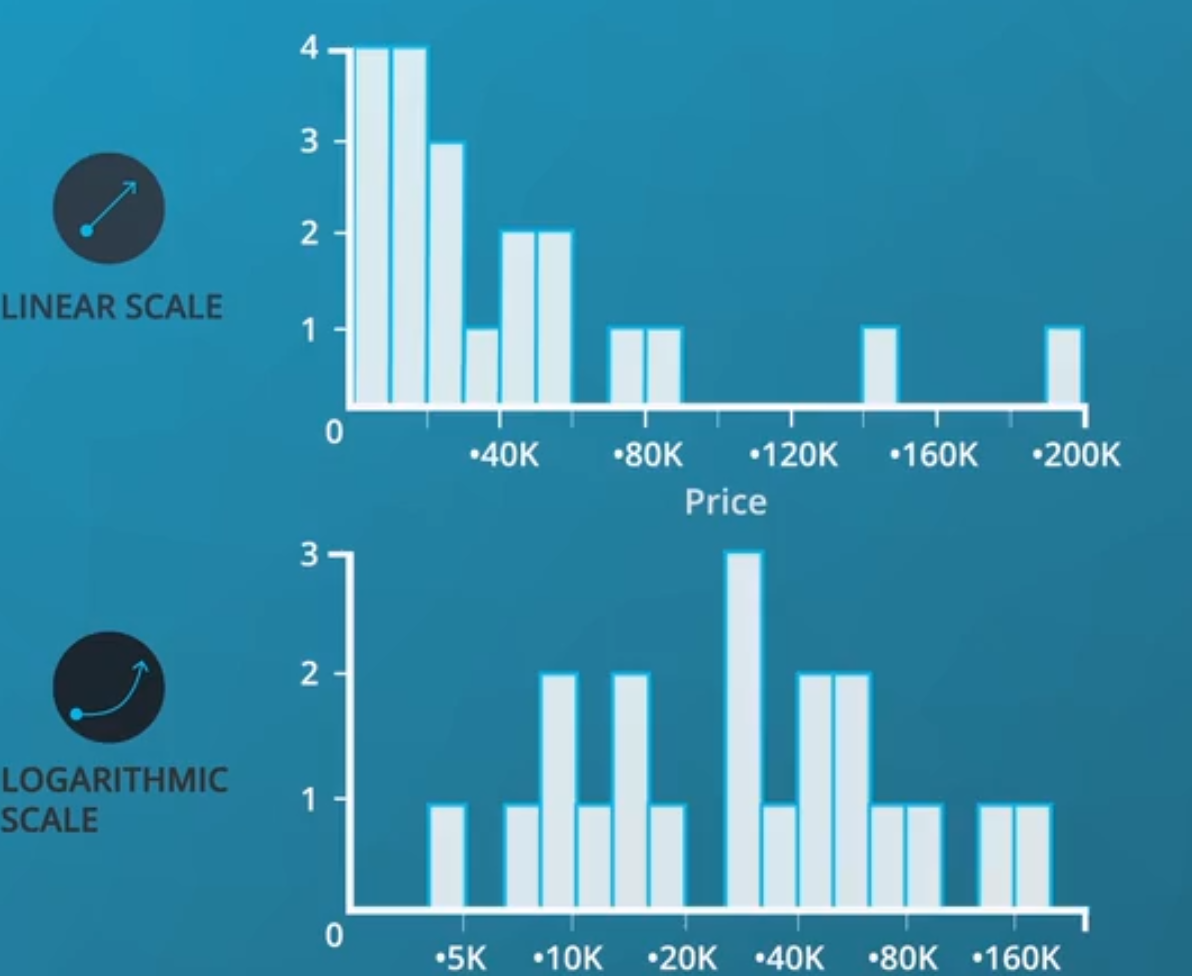 4
3
2
1
0
LINEAR SCALE
•40K •80K •120K •160K •200K
Price
3
2
1
0
LOGARITHMIC
SCALE
•5K •10K •20K •40K •80K •160K